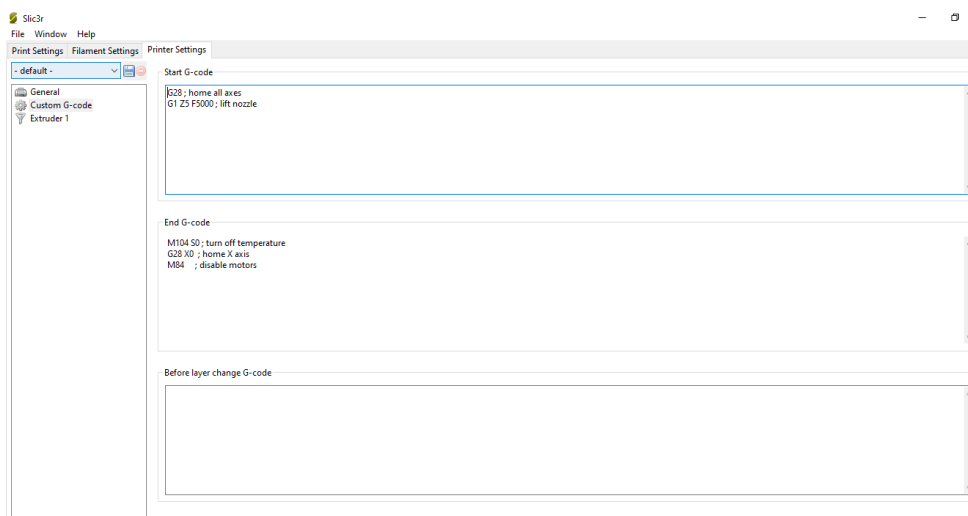 Slic3r
File Window Help
Print Settings Filament Settings Printer Settings
- default -
General
Custom G-code
Extruder 1
Start G-code
G28 ; home all axes
G1 Z5 F5000 ; lift nozzle
End G-code
M104 S0 ; turn off temperature
G28 X0 ; home X axis
M84 ; disable motors
Before layer change G-code